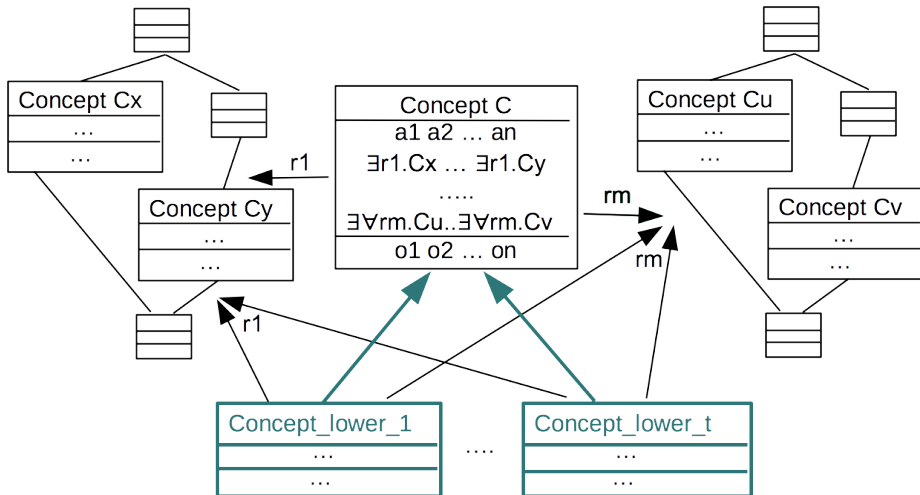 Concept Cx
...
...
Concept Cy
...
...
r1
Concept C
a1 a2 ... an
∃r1.Cx ... ∃r1.Cy
.....
∃∀rm.Cu..∃∀rm.Cv
o1 o2 ... on
rm
Concept Cu
...
...
Concept Cv
...
...
rm
r1
Concept_lower_1
...
...
....
Concept_lower_t
...
...